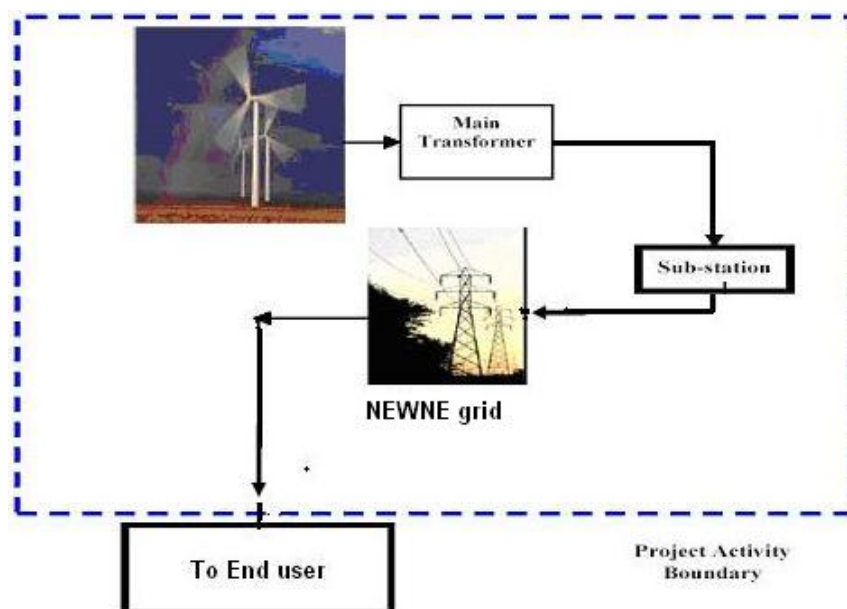 Main
Transformer
Sub-station
NEWNE grid
To End user
Project Activity
Boundary